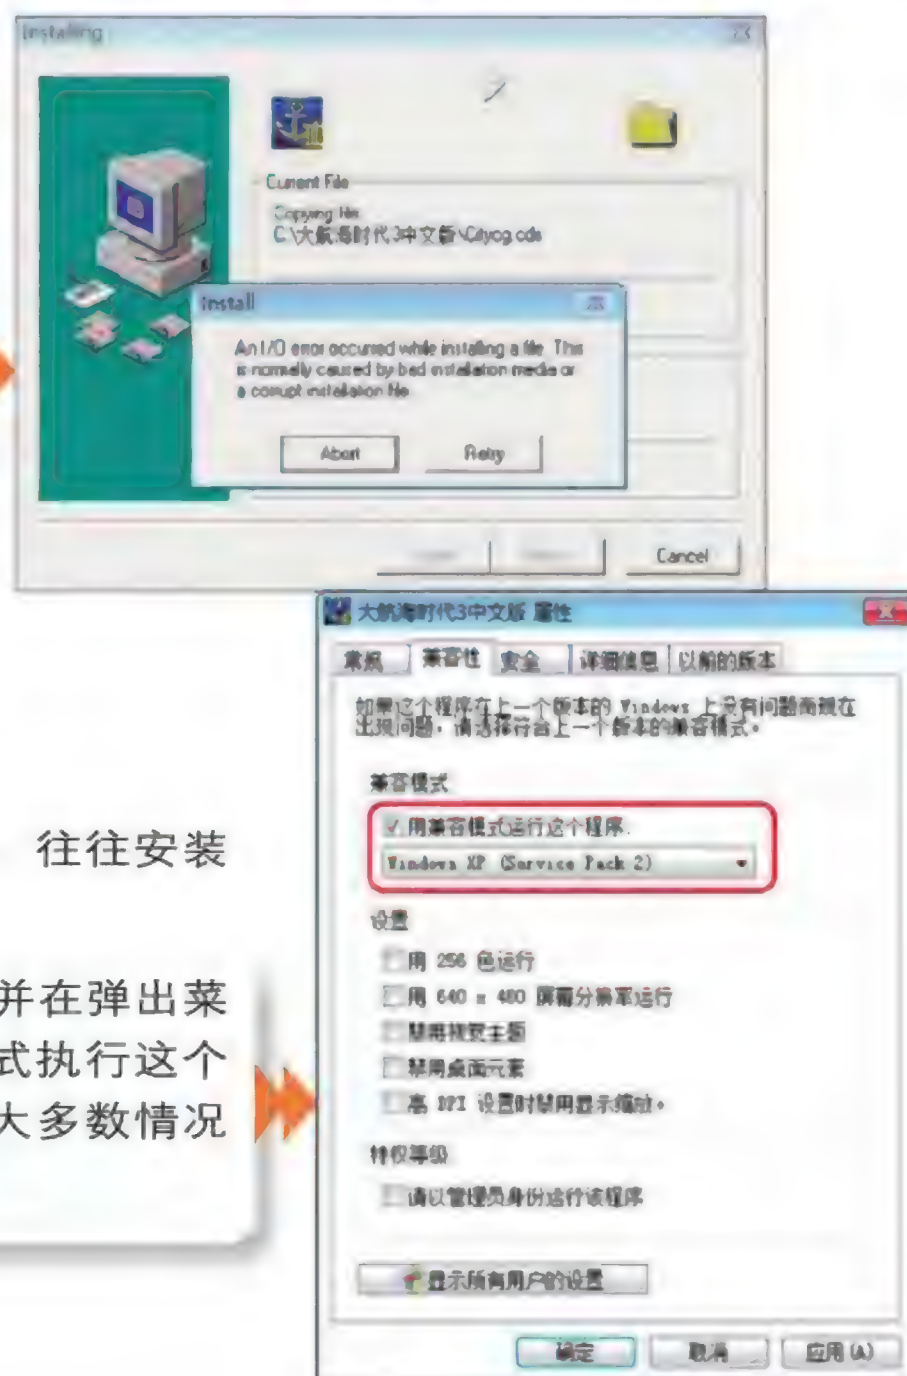 Installing
Current File
Copying file:
C:\大航海时代3中文版\Citycg.cds
Install
An I/O error occurred while installing a file. This
is normally caused by bad installation media or
a corrupt installation file.
Abort
Retry
Cancel
往往安装
并在弹出菜
式执行这个
大多数情况
大航海时代3中文版 属性
常规
兼容性
安全
详细信息
以前的版本
如果这个程序在上一个版本的 Windows 上没有问题而现在
出现问题,请选择符合上一个版本的兼容模式。
兼容模式
用兼容模式运行这个程序:
Windows XP (Service Pack 2)
设置
用 256 色运行
用 640 x 480 屏幕分辨率运行
禁用视觉主题
禁用桌面元素
高 DPI 设置时禁用显示缩放。
特权等级
请以管理员身份运行该程序
显示所有用户的设置
确定
取消
应用(A)